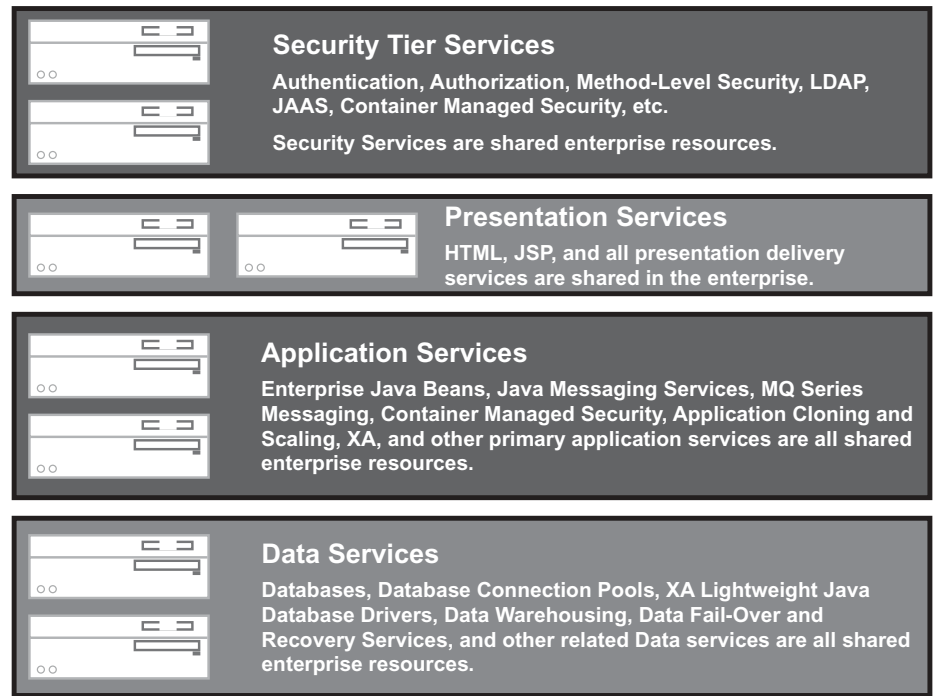 Security Tier Services
Authentication, Authorization, Method-Level Security, LDAP,
JAAS, Container Managed Security, etc.
Security Services are shared enterprise resources.
Presentation Services
HTML, JSP, and all presentation delivery
services are shared in the enterprise.
Application Services
Enterprise Java Beans, Java Messaging Services, MQ Series
Messaging, Container Managed Security, Application Cloning and
Scaling, XA, and other primary application services are all shared
enterprise resources.
Data Services
Databases, Database Connection Pools, XA Lightweight Java
Database Drivers, Data Warehousing, Data Fail-Over and
Recovery Services, and other related Data services are all shared
enterprise resources.